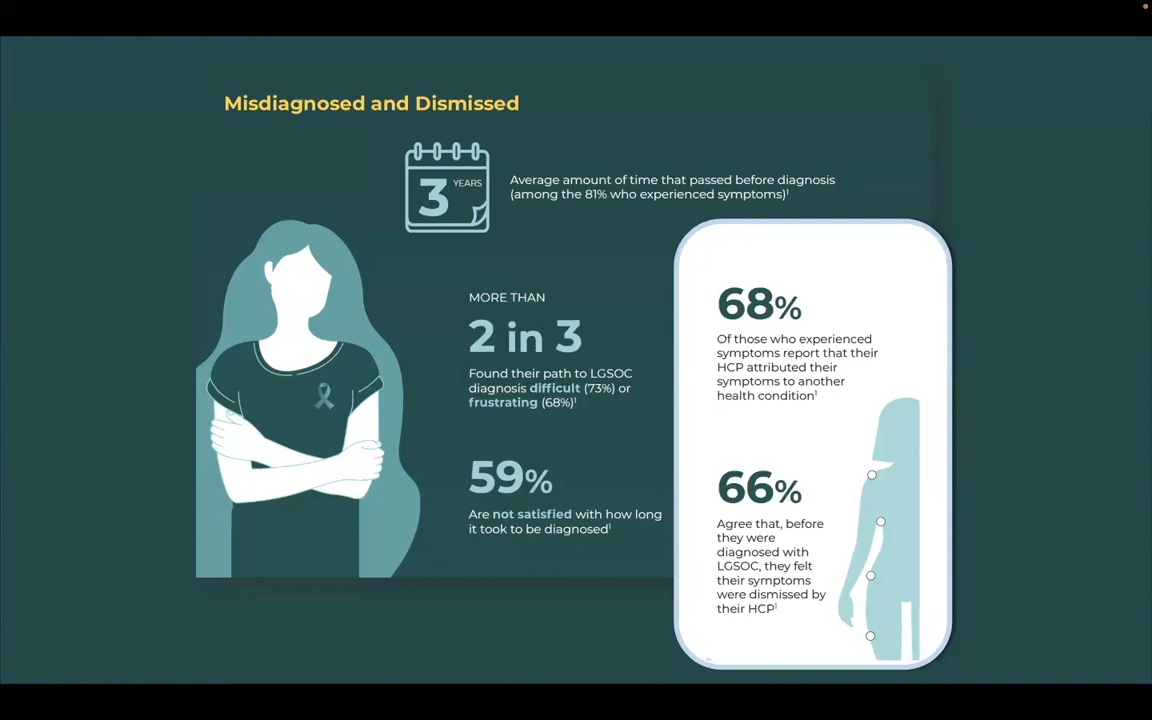 Misdiagnosed and Dismissed
3 YEARS
Average amount of time that passed before diagnosis
(among the 81% who experienced symptoms)¹
MORE THAN
2 in 3
Found their path to LGSOC
diagnosis difficult (73%) or
frustrating (68%)¹
59%
Are not satisfied with how long
it took to be diagnosed¹
68%
Of those who experienced
symptoms report that their
HCP attributed their
symptoms to another
health condition¹
66%
Agree that, before
they were
diagnosed with
LGSOC, they felt
their symptoms
were dismissed by
their HCP¹